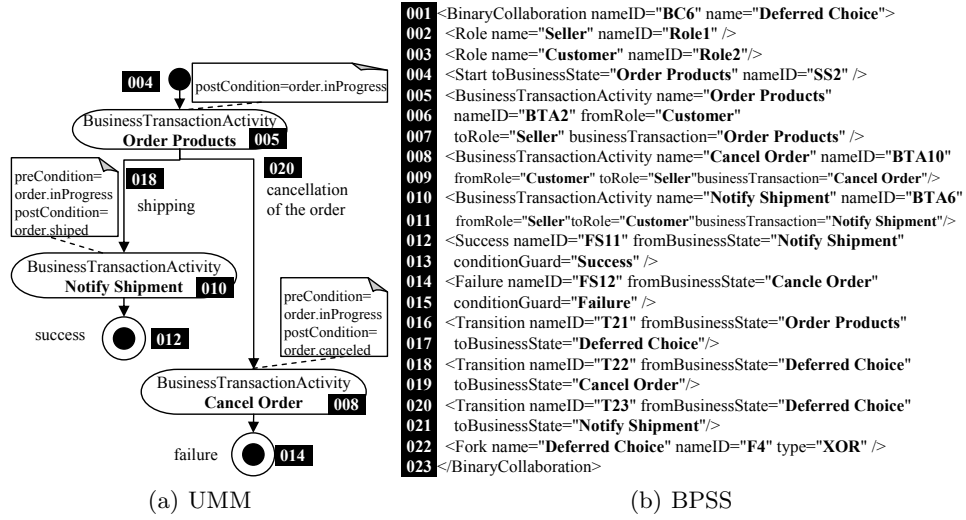 004
postCondition=order.inProgress
BusinessTransactionActivity
Order Products
005
preCondition=
order.inProgress
postCondition=
order.shiped
018
shipping
020
cancellation
of the order
BusinessTransactionActivity
Notify Shipment
010
success
012
preCondition=
order.inProgress
postCondition=
order.canceled
BusinessTransactionActivity
Cancel Order
008
failure
014
(a) UMM
001 <BinaryCollaboration nameID="BC6" name="Deferred Choice">
002 <Role name="Seller" nameID="Role1" />
003 <Role name="Customer" nameID="Role2"/>
004 <Start toBusinessState="Order Products" nameID="SS2" />
005 <BusinessTransactionActivity name="Order Products"
006 nameID="BTA2" fromRole="Customer"
007 toRole="Seller" businessTransaction="Order Products" />
008 <BusinessTransactionActivity name="Cancel Order" nameID="BTA10"
009 fromRole="Customer" toRole="Seller"businessTransaction="Cancel Order"/>
010 <BusinessTransactionActivity name="Notify Shipment" nameID="BTA6"
011 fromRole="Seller"toRole="Customer"businessTransaction="Notify Shipment"/>
012 <Success nameID="FS11" fromBusinessState="Notify Shipment"
013 conditionGuard="Success" />
014 <Failure nameID="FS12" fromBusinessState="Cancle Order"
015 conditionGuard="Failure" />
016 <Transition nameID="T21" fromBusinessState="Order Products"
017 toBusinessState="Deferred Choice"/>
018 <Transition nameID="T22" fromBusinessState="Deferred Choice"
019 toBusinessState="Cancel Order"/>
020 <Transition nameID="T23" fromBusinessState="Deferred Choice"
021 toBusinessState="Notify Shipment"/>
022 <Fork name="Deferred Choice" nameID="F4" type="XOR" />
023 </BinaryCollaboration>
(b) BPSS